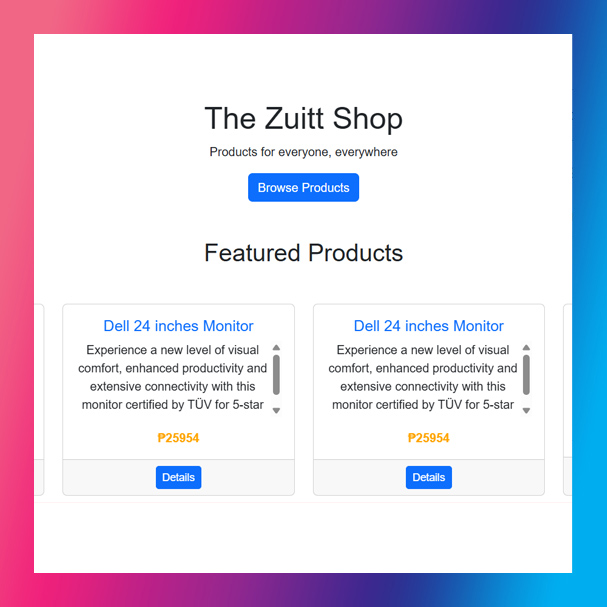 The Zuitt Shop
Products for everyone, everywhere
Browse Products
Featured Products
Dell 24 inches Monitor
Experience a new level of visual
comfort, enhanced productivity and
extensive connectivity with this
monitor certified by TÜV for 5-star
₱25954
Details
Dell 24 inches Monitor
Experience a new level of visual
comfort, enhanced productivity and
extensive connectivity with this
monitor certified by TÜV for 5-star
₱25954
Details